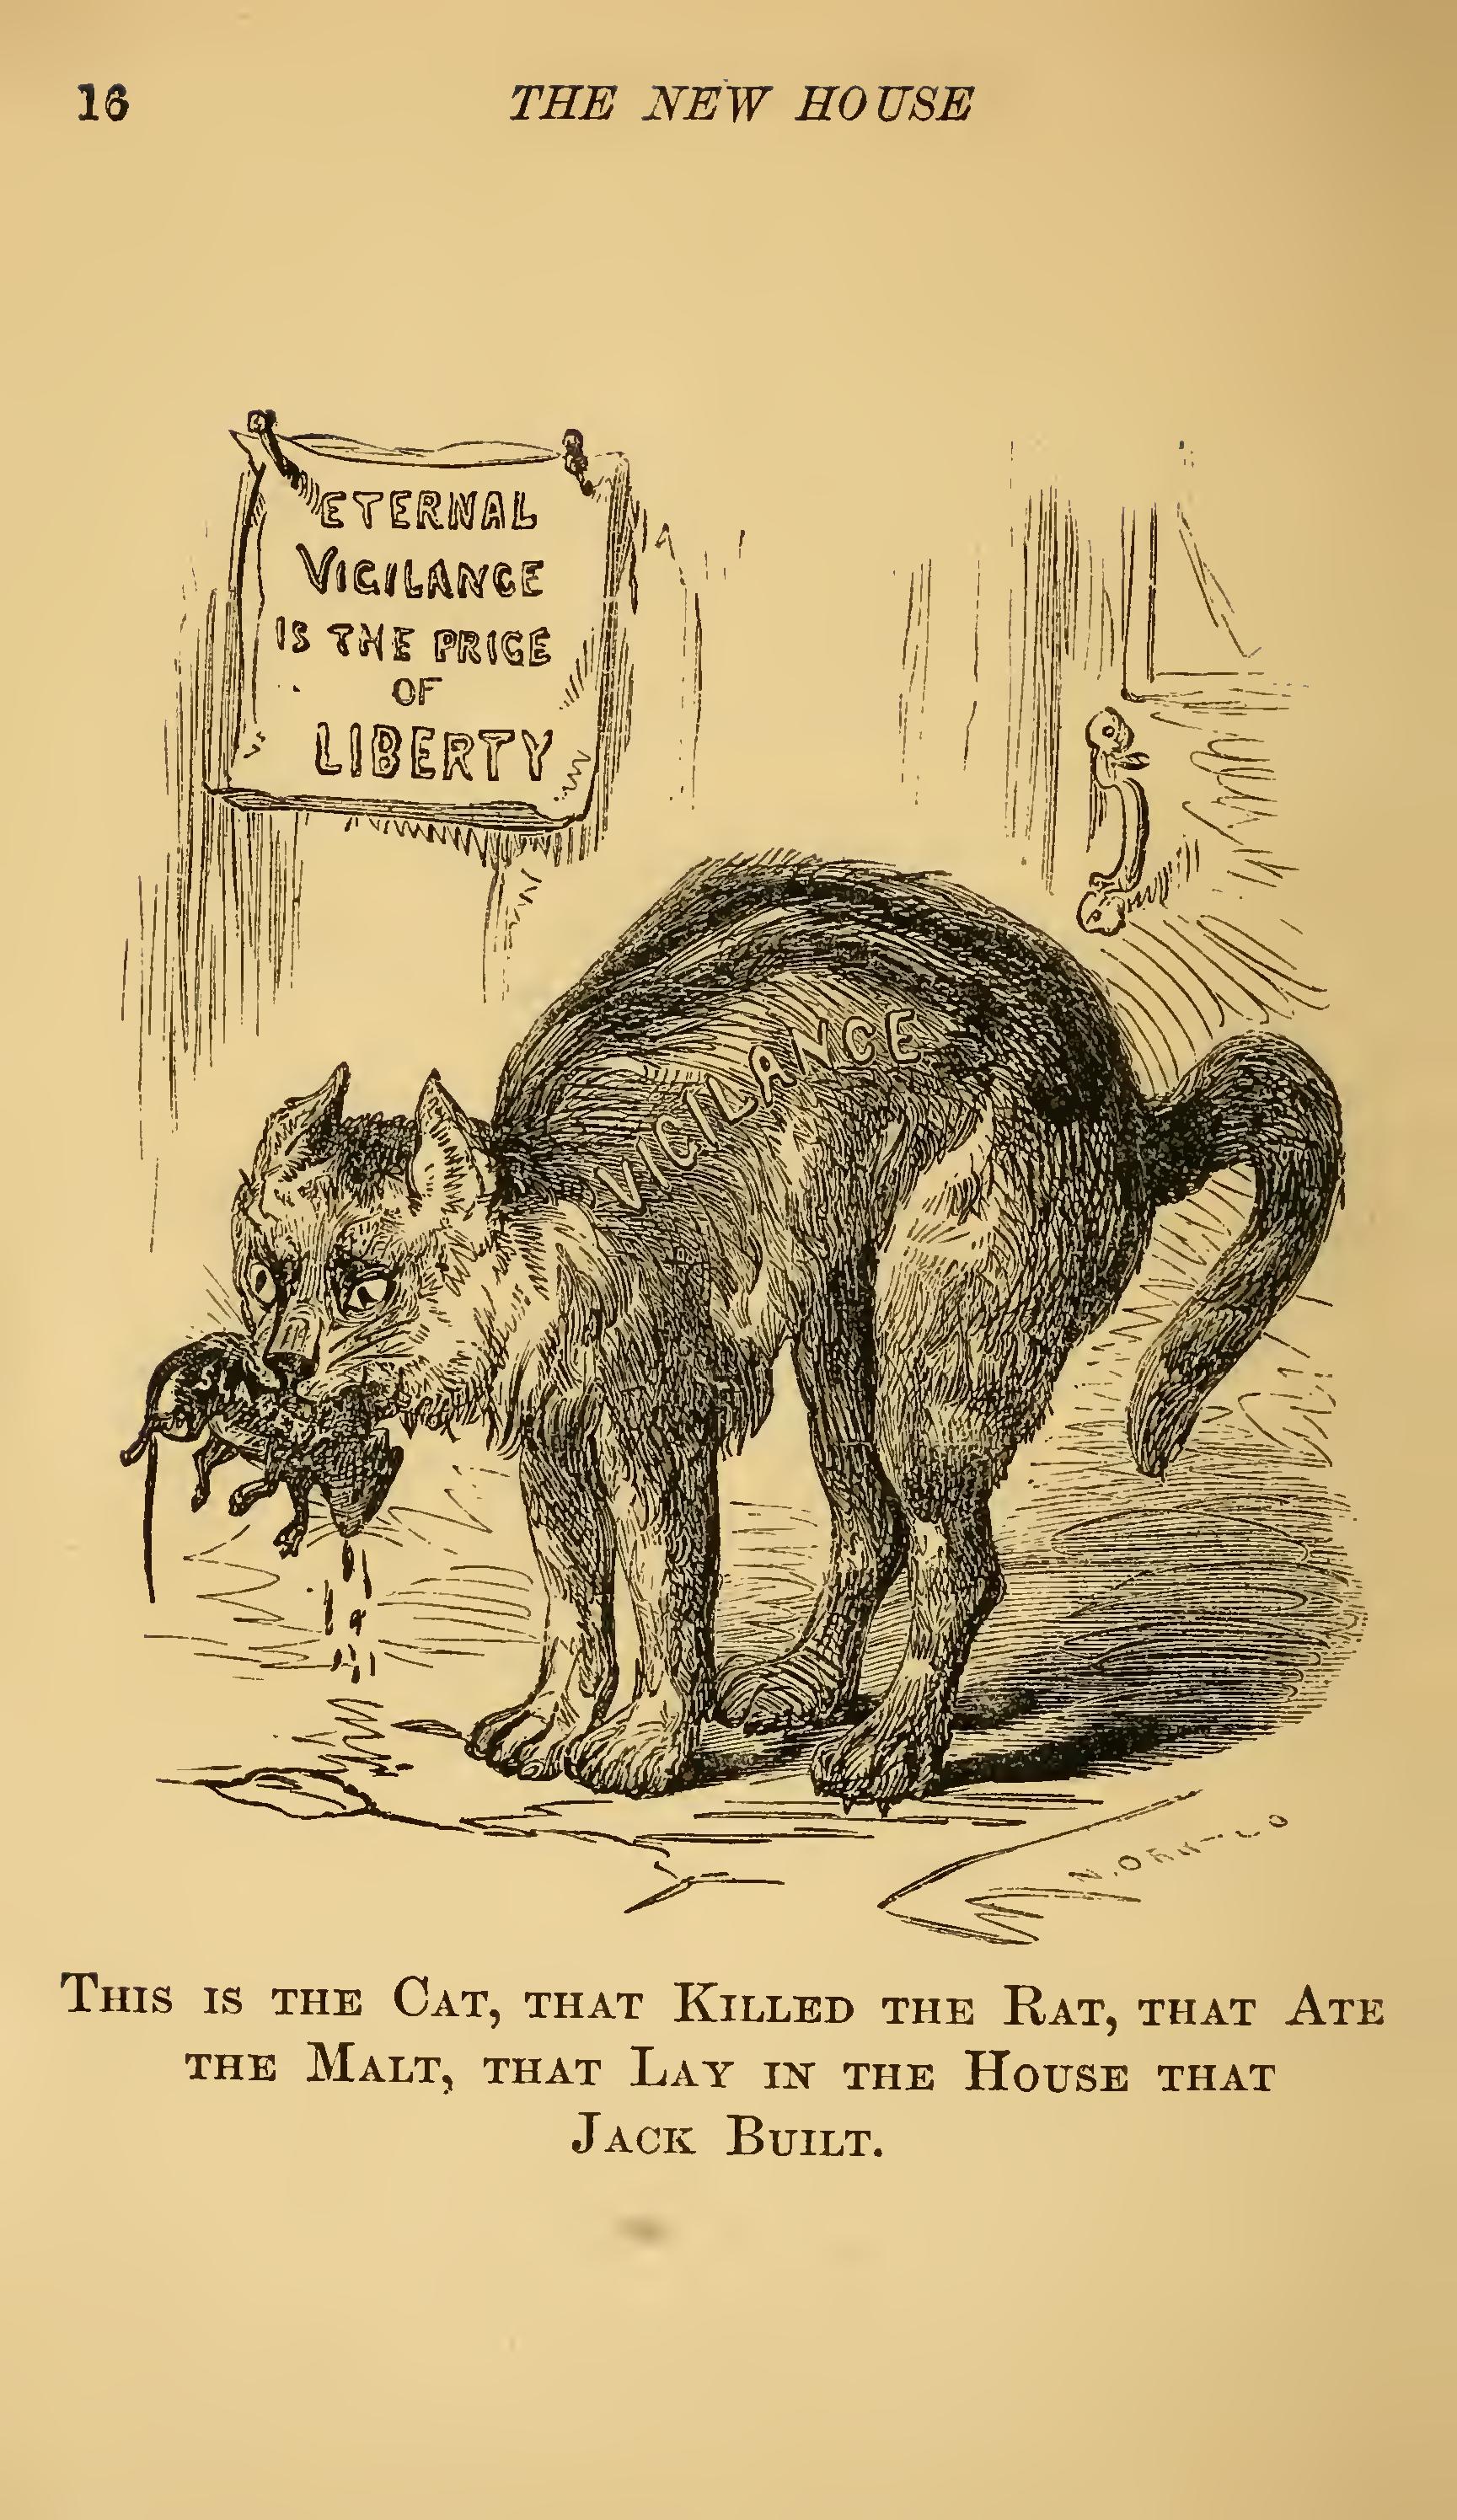 16
THE NEW HOUSE
ETERNAL
VIGILANCE
IS THE PRICE
OF
LIBERTY
VIGILANCE
THIS IS THE CAT, THAT KILLED THE RAT, THAT ATE
THE MALT, THAT LAY IN THE HOUSE THAT
JACK BUILT.